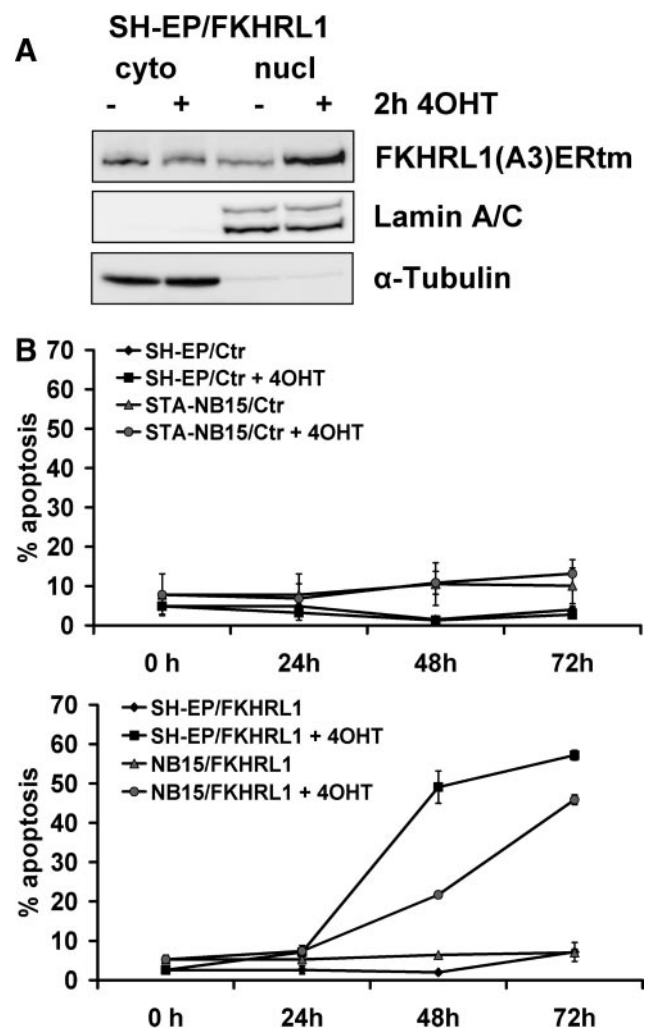 A
SH-EP/FKHRL1
cyto nucl
- + - + 2h 4OHT
FKHRL1(A3)ERtm
Lamin A/C
α-Tubulin
B
70
60
50
40
30
20
10
0
% apoptosis
SH-EP/Ctr
SH-EP/Ctr + 4OHT
STA-NB15/Ctr
STA-NB15/Ctr + 4OHT
0 h 24h 48h 72h
70
60
50
40
30
20
10
0
% apoptosis
SH-EP/FKHRL1
SH-EP/FKHRL1 + 4OHT
NB15/FKHRL1
NB15/FKHRL1 + 4OHT
0 h 24h 48h 72h